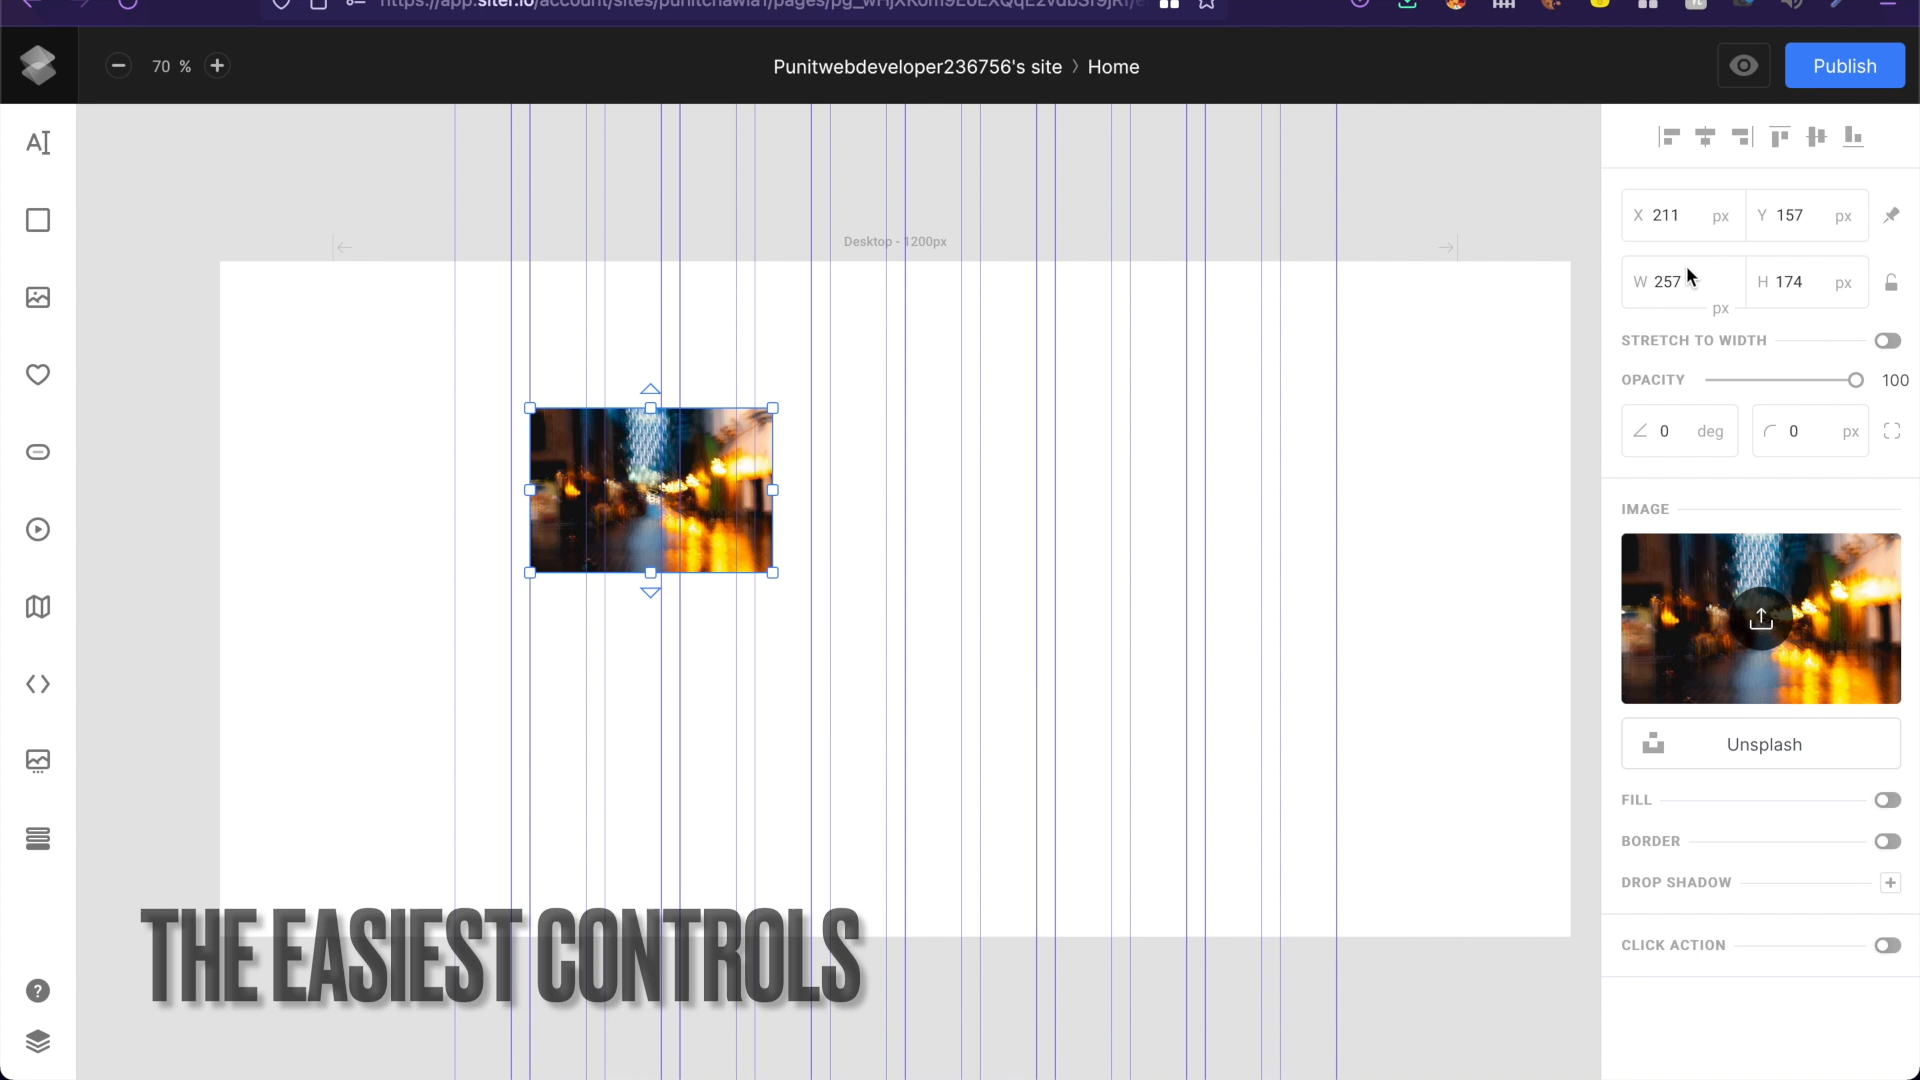 70 %
Punitwebdeveloper236756's site > Home
Publish
Desktop - 1200px
X 211 px Y 157 px
W 257 px H 174 px
STRETCH TO WIDTH
OPACITY 100
0 deg 0 px
IMAGE
Unsplash
FILL
BORDER
DROP SHADOW
CLICK ACTION
THE EASIEST CONTROLS